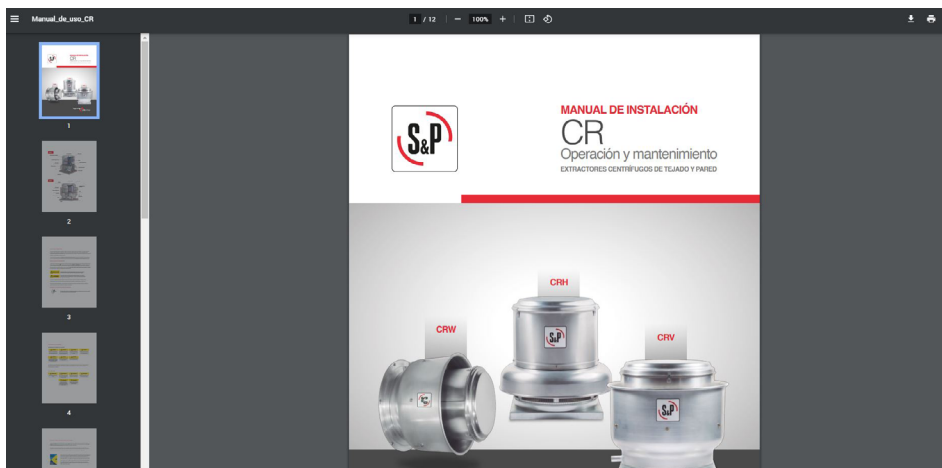 Manual_de_uso_CR
1 / 12
100%
1
2
3
4
S&P
MANUAL DE INSTALACIÓN
CR
Operación y mantenimiento
EXTRACTORES CENTRÍFUGOS DE TEJADO Y PARED
CRH
CRW
CRV
S&P
S&P
S&P